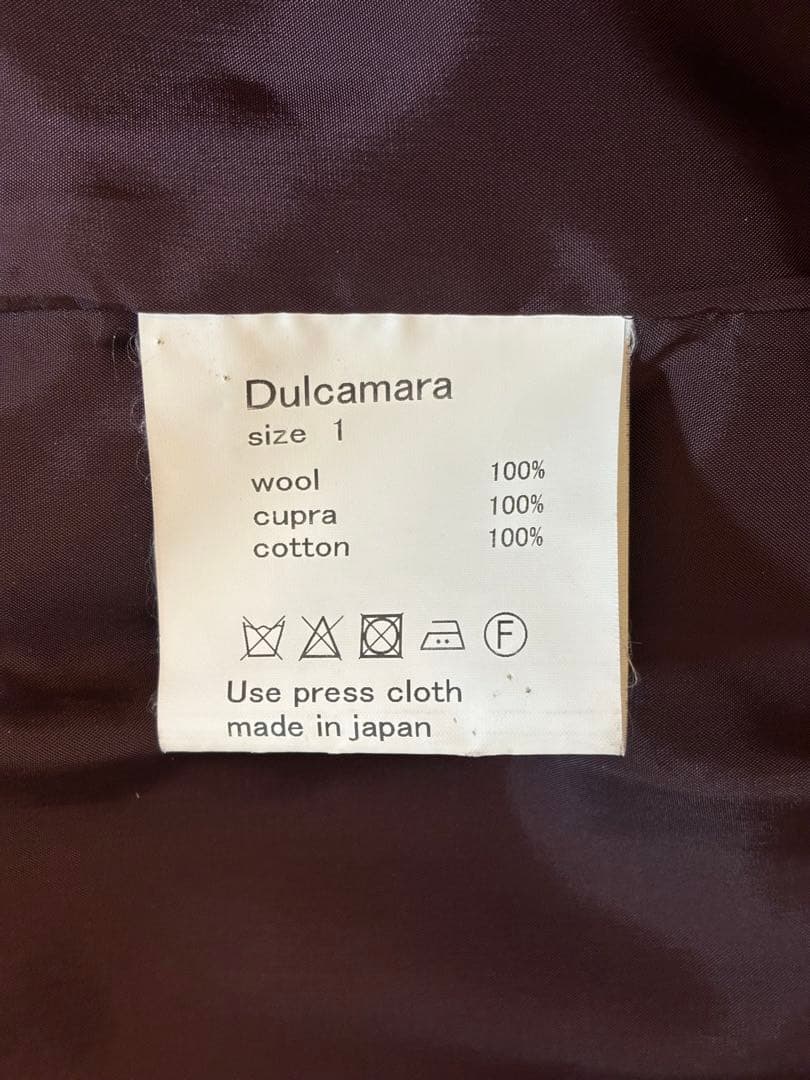 Dulcamara
size 1
wool 100%
cupra 100%
cotton 100%
F
Use press cloth
made in japan